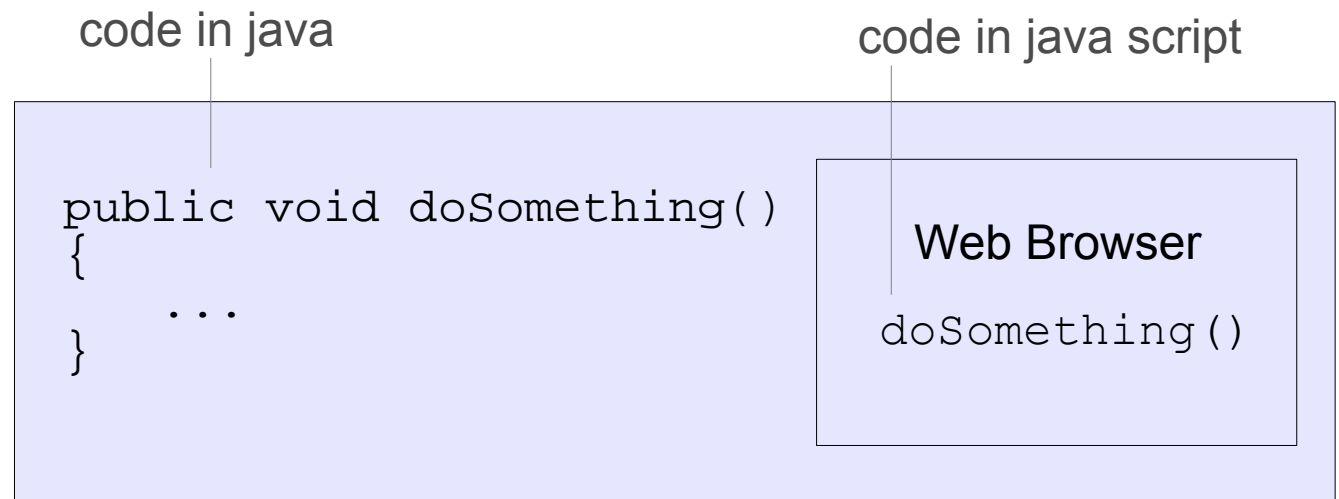 code in java
code in java script
public void doSomething()
{
...
}
Web Browser
doSomething()